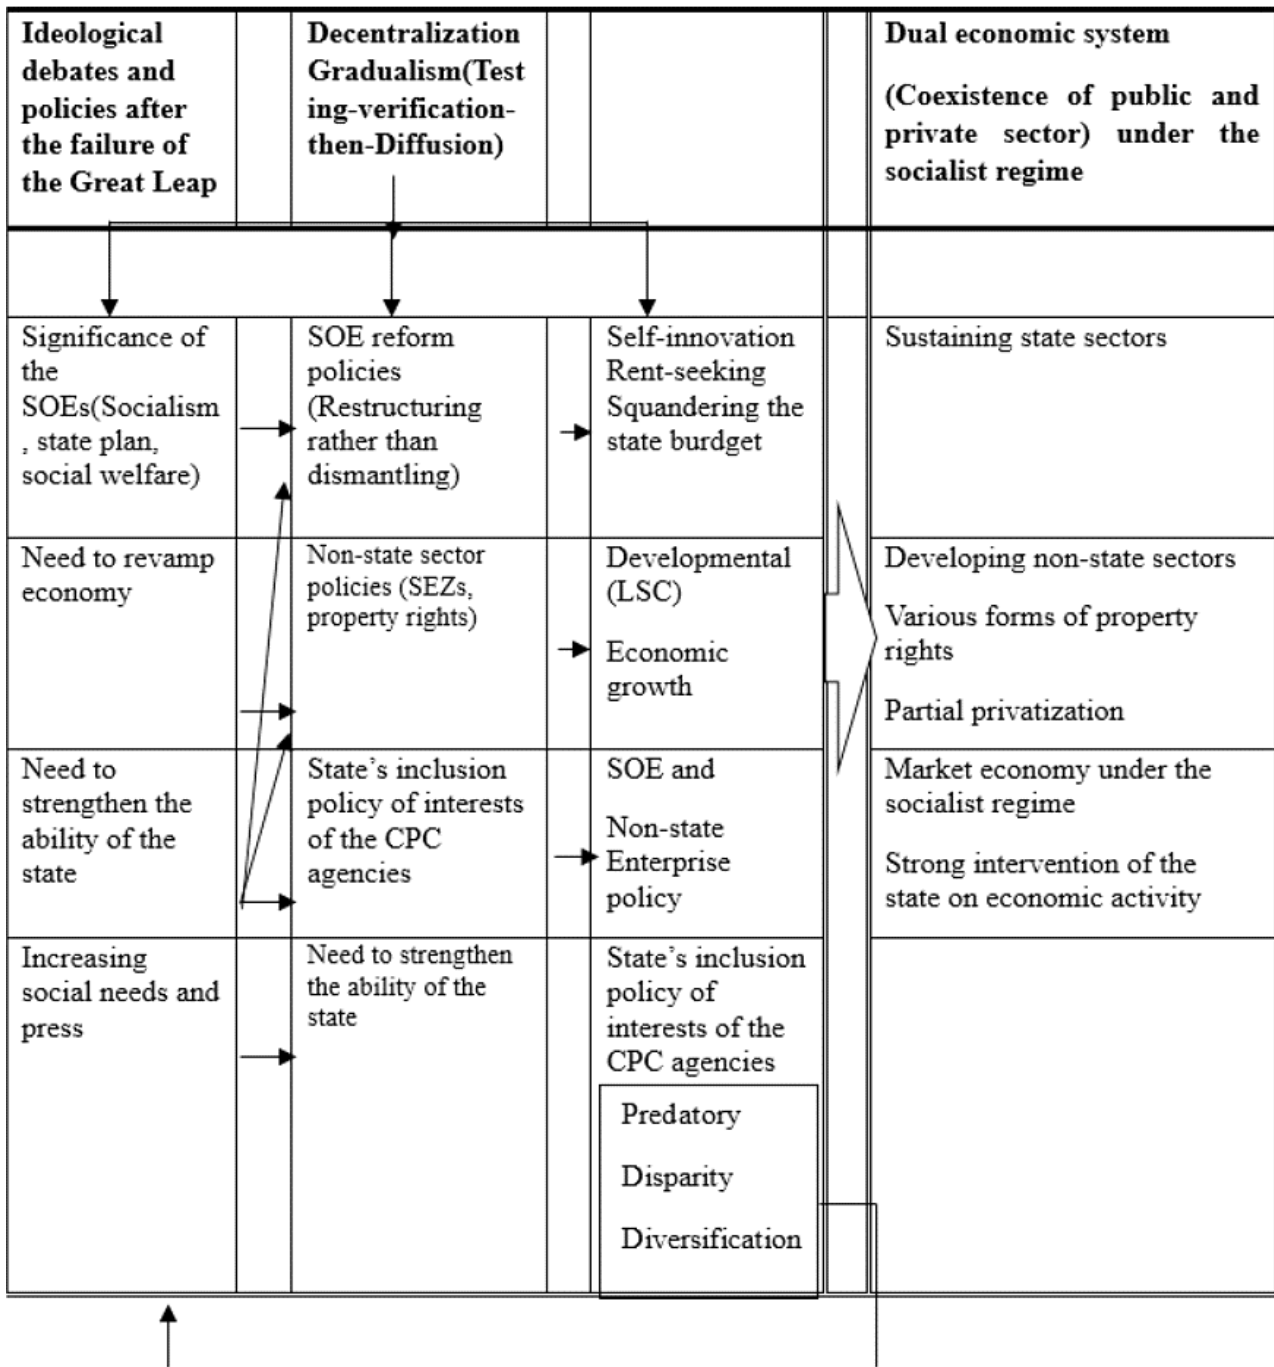 Ideological
debates and
policies after
the failure of
the Great Leap
Decentralization
Gradualism(Test
ing-verification-
then-Diffusion)
Dual economic system
(Coexistence of public and
private sector) under the
socialist regime
Significance of
the
SOEs(Socialism
, state plan,
social welfare)
SOE reform
policies
(Restructuring
rather than
dismantling)
Self-innovation
Rent-seeking
Squandering the
state burdget
Sustaining state sectors
Need to revamp
economy
Non-state sector
policies (SEZs,
property rights)
Developmental
(LSC)
Economic
growth
Developing non-state sectors
Various forms of property
rights
Partial privatization
Need to
strengthen the
ability of the
state
State’s inclusion
policy of interests
of the CPC
agencies
SOE and
Non-state
Enterprise
policy
Market economy under the
socialist regime
Strong intervention of the
state on economic activity
Increasing
social needs and
press
Need to strengthen
the ability of the
state
State’s inclusion
policy of
interests of the
CPC agencies
Predatory
Disparity
Diversification